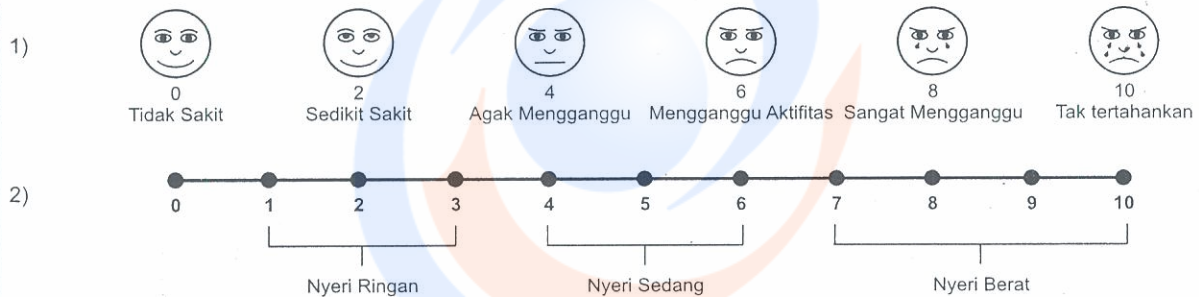 1)
0 2 4 6 8 10
Tidak Sakit Sedikit Sakit Agak Mengganggu Mengganggu Aktifitas Sangat Mengganggu Tak tertahankan
2)
0 1 2 3 4 5 6 7 8 9 10
Nyeri Ringan Nyeri Sedang Nyeri Berat